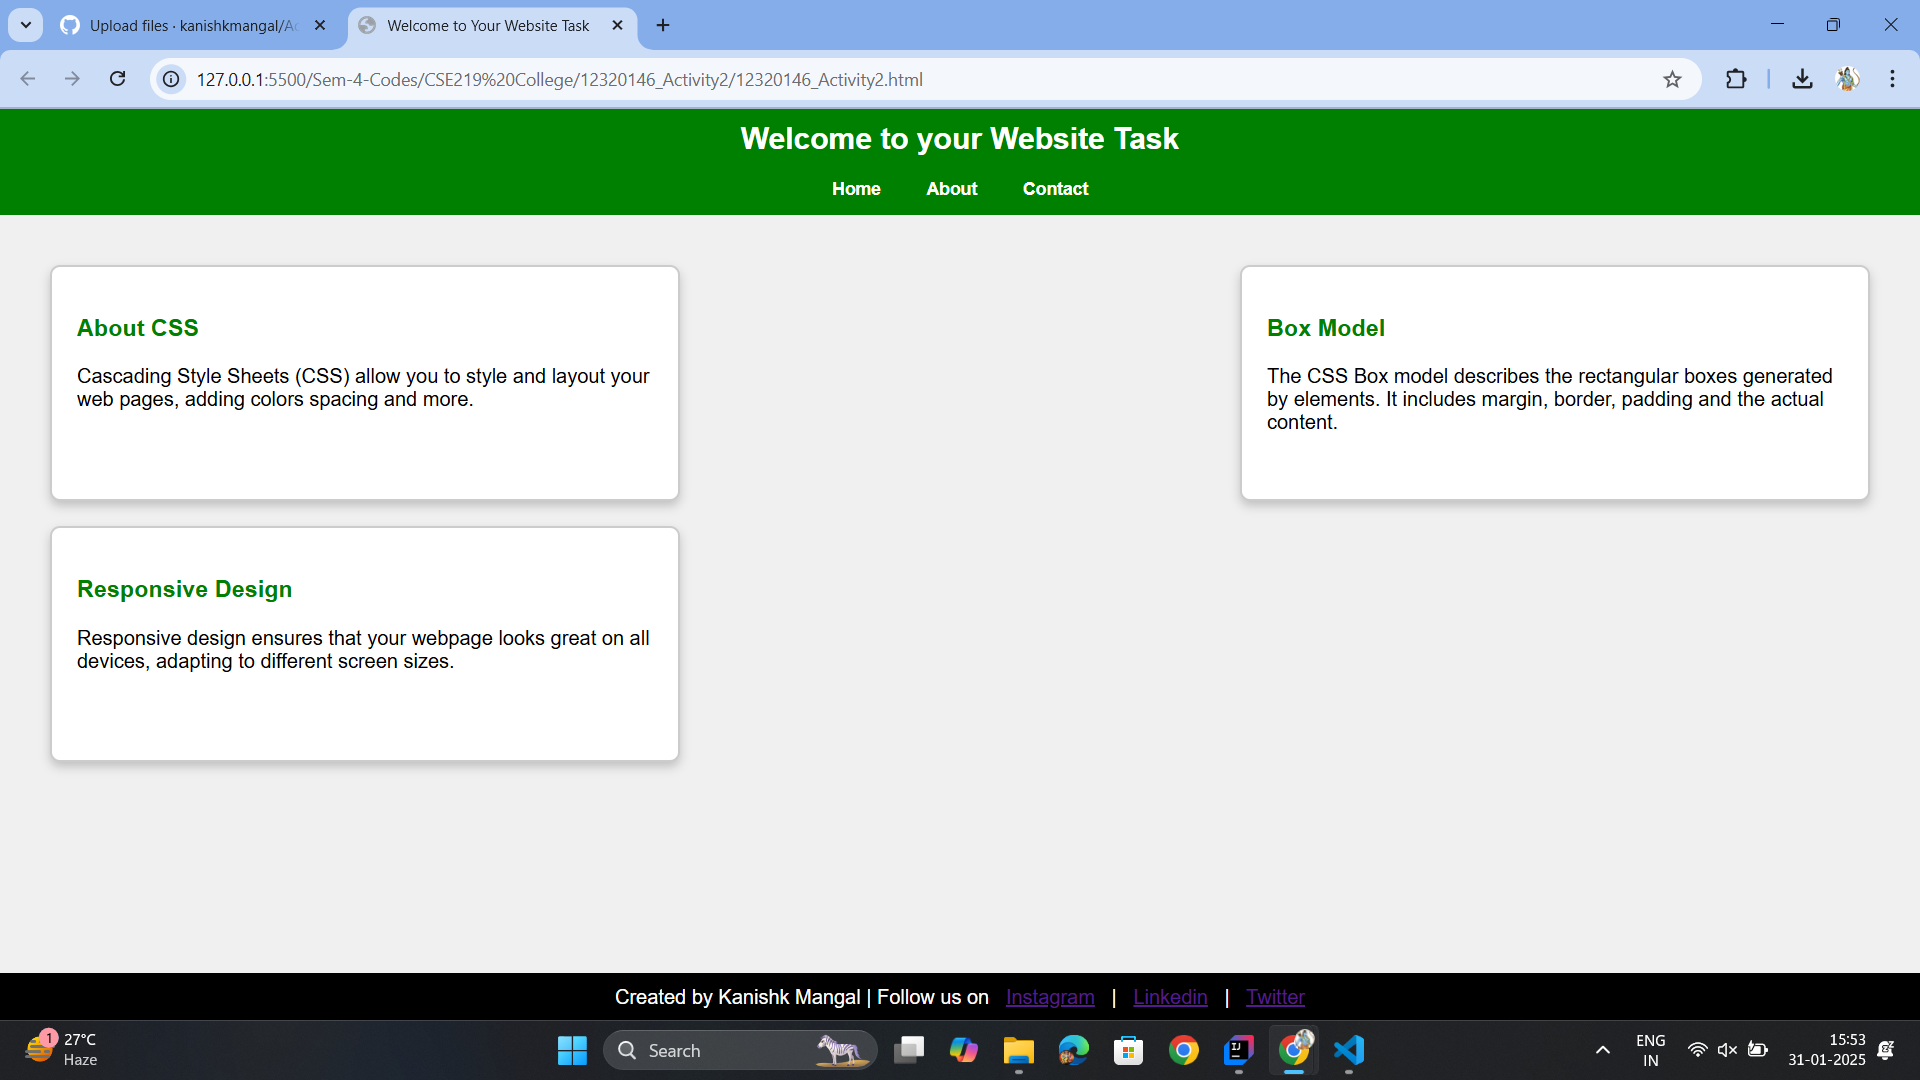 Upload files · kanishkmangal/Ac
Welcome to Your Website Task
127.0.0.1:5500/Sem-4-Codes/CSE219%20College/12320146_Activity2/12320146_Activity2.html
Welcome to your Website Task
Home About Contact
About CSS
Cascading Style Sheets (CSS) allow you to style and layout your
web pages, adding colors spacing and more.
Box Model
The CSS Box model describes the rectangular boxes generated
by elements. It includes margin, border, padding and the actual
content.
Responsive Design
Responsive design ensures that your webpage looks great on all
devices, adapting to different screen sizes.
Created by Kanishk Mangal | Follow us on Instagram | Linkedin | Twitter
1
27°C
Haze
Search
IJ
ENG
IN
15:53
31-01-2025